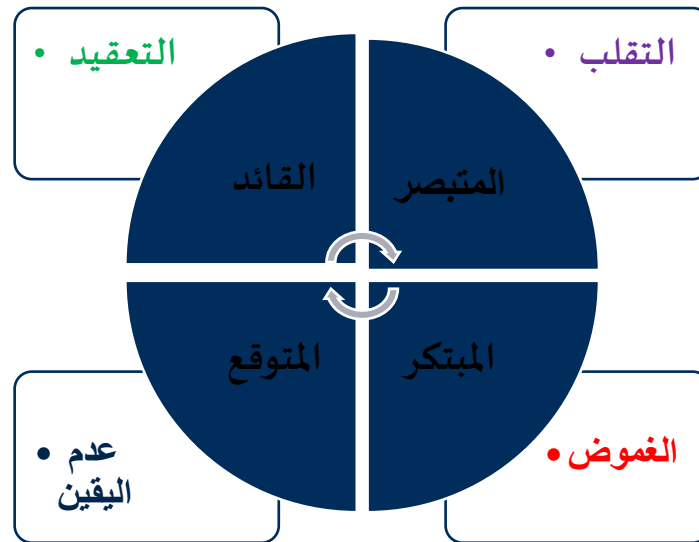 • التقلب
• التعقيد
المتبصر
القائد
المبتكر
المتوقع
• الغموض
• عدم
اليقين